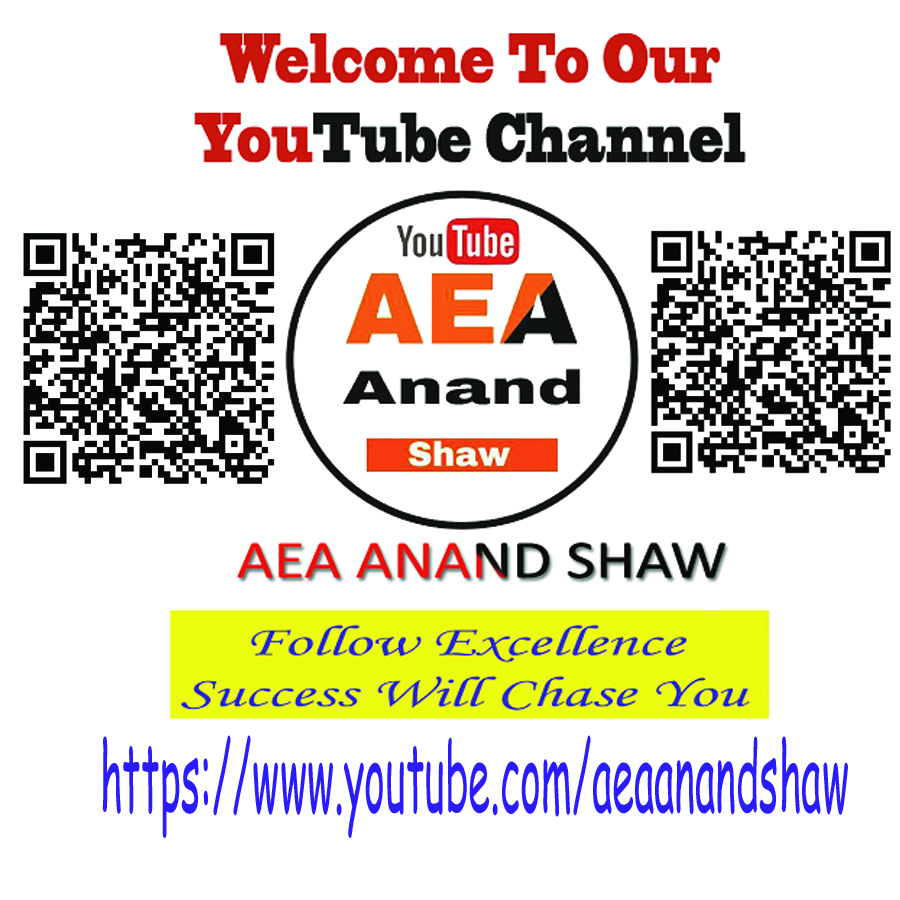 Welcome To Our
YouTube Channel
YouTube
AEA
Anand
Shaw
AEA ANAND SHAW
Follow Excellence
Success Will Chase You
https://www.youtube.com/aeaanandshaw